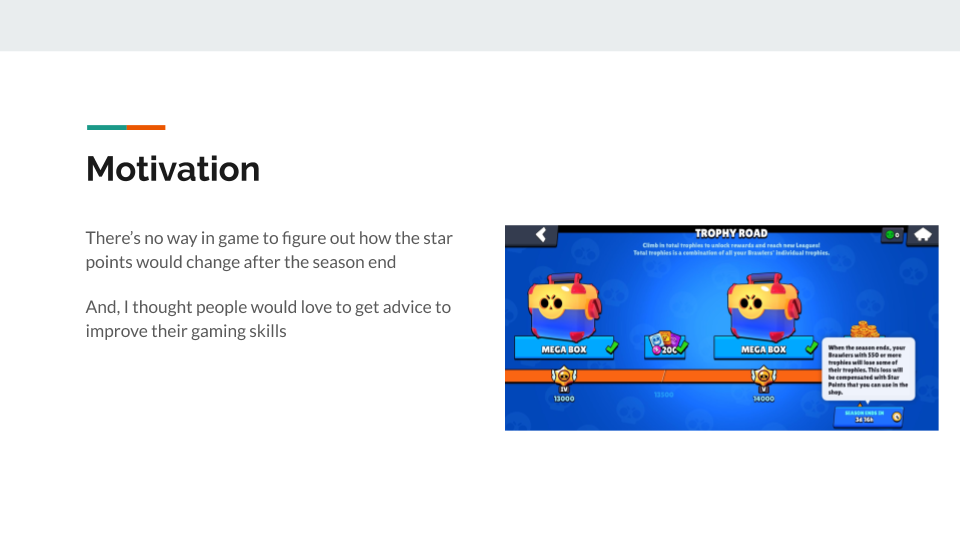 Motivation
There’s no way in game to figure out how the star
points would change after the season end
And, I thought people would love to get advice to
improve their gaming skills
TROPHY ROAD
0
Climb in total trophies to unlock rewards and reach new Leagues!
Total trophies is a combination of all your Brawlers' individual trophies.
MEGA BOX
200
MEGA BOX
When the season ends, your
Brawlers with 550 or more
trophies will lose some of
their trophies. This loss will
be compensated with Star
Points that you can use in the
shop.
IV
V
13000
14000
SEASON ENDS IN
3d 16h